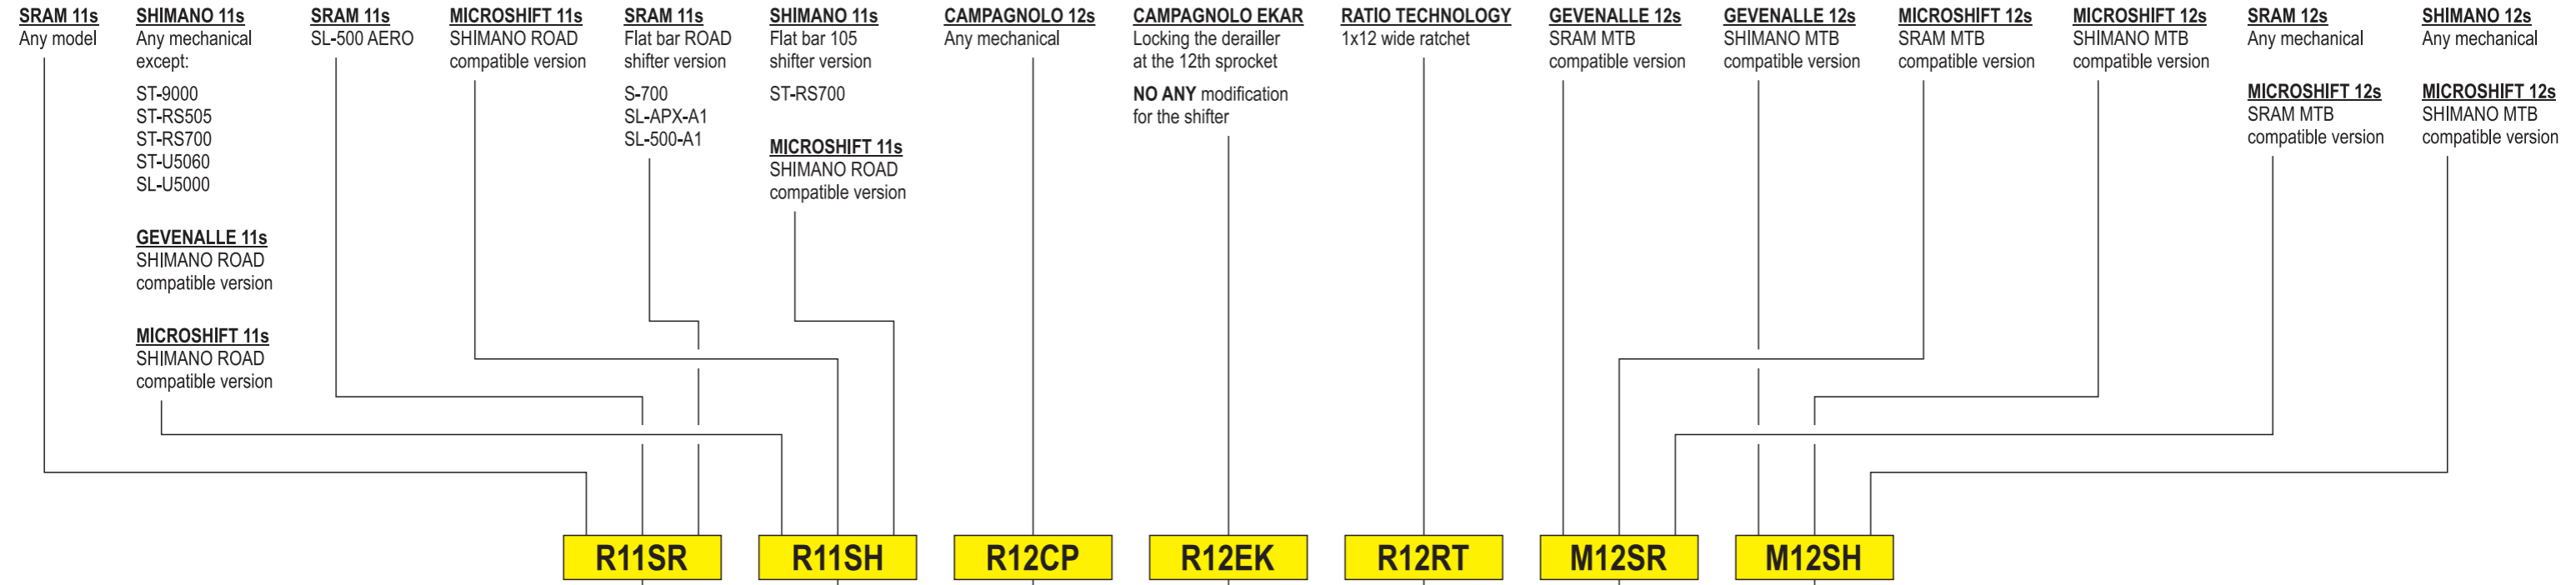 SRAM 11s
Any model
SHIMANO 11s
Any mechanical
except:
ST-9000
ST-RS505
ST-RS700
ST-U5060
SL-U5000
GEVENALLE 11s
SHIMANO ROAD
compatible version
MICROSHIFT 11s
SHIMANO ROAD
compatible version
SRAM 11s
SL-500 AERO
MICROSHIFT 11s
SHIMANO ROAD
compatible version
SRAM 11s
Flat bar ROAD
shifter version
S-700
SL-APX-A1
SL-500-A1
SHIMANO 11s
Flat bar 105
shifter version
ST-RS700
MICROSHIFT 11s
SHIMANO ROAD
compatible version
CAMPAGNOLO 12s
Any mechanical
CAMPAGNOLO EKAR
Locking the derailler
at the 12th sprocket
NO ANY modification
for the shifter
RATIO TECHNOLOGY
1x12 wide ratchet
GEVENALLE 12s
SRAM MTB
compatible version
GEVENALLE 12s
SHIMANO MTB
compatible version
MICROSHIFT 12s
SRAM MTB
compatible version
MICROSHIFT 12s
SHIMANO MTB
compatible version
SRAM 12s
Any mechanical
MICROSHIFT 12s
SRAM MTB
compatible version
SHIMANO 12s
Any mechanical
MICROSHIFT 12s
SHIMANO MTB
compatible version
R11SR
R11SH
R12CP
R12EK
R12RT
M12SR
M12SH